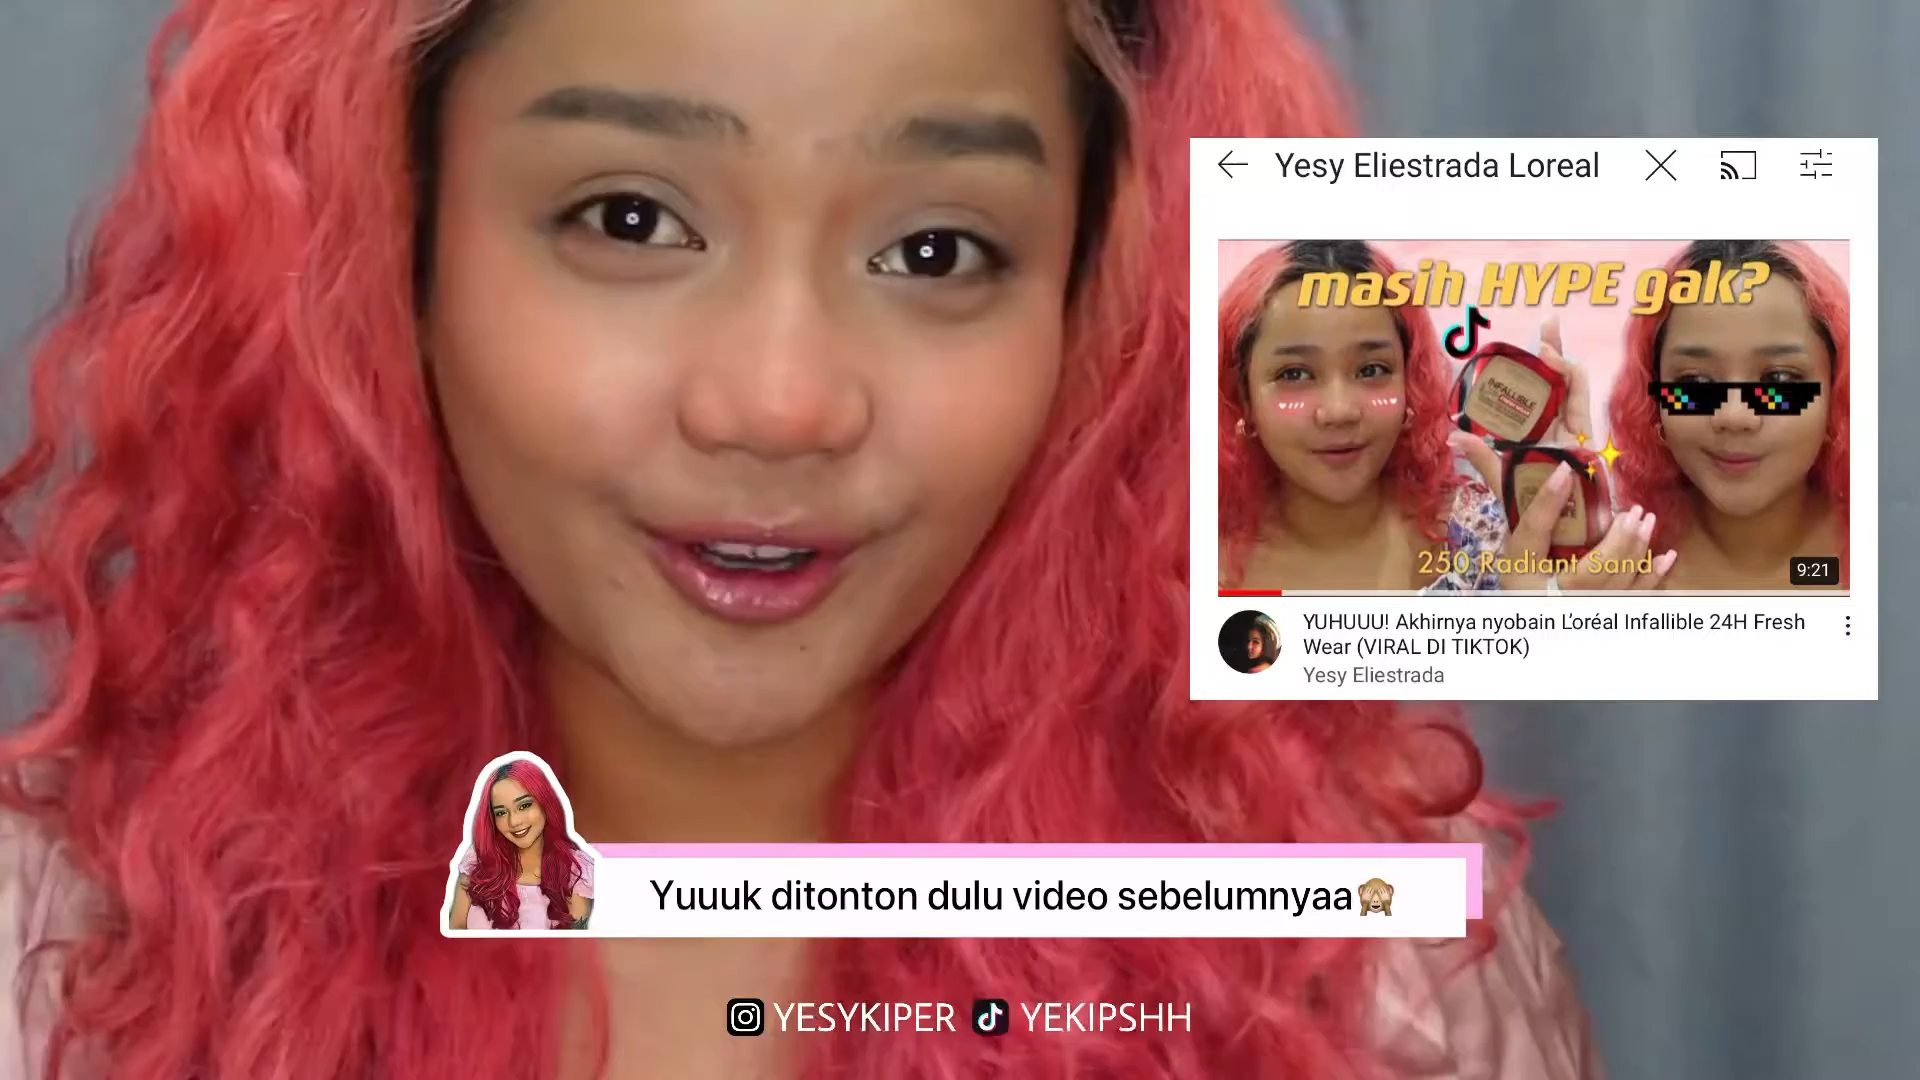 Yesy Eliestrada Loreal
masih HYPE gak?
INFALLIBLE
250 Radiant Sand
9:21
YUHUUU! Akhirnya nyobain L'oréal Infallible 24H Fresh
Wear (VIRAL DI TIKTOK)
Yesy Eliestrada
Yuuuk ditonton dulu video sebelumnyaa🙈
YESYKIPER YEKIPSHH